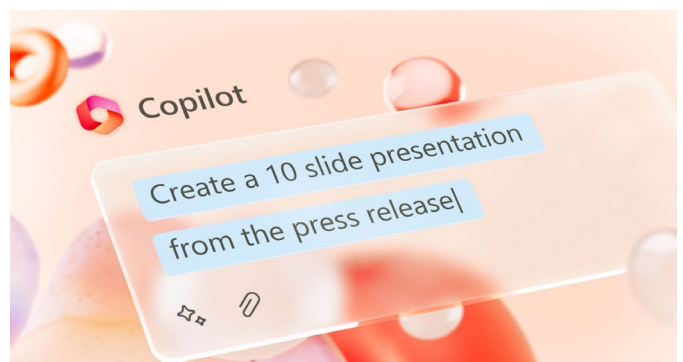 Copilot
Create a 10 slide presentation
from the press release